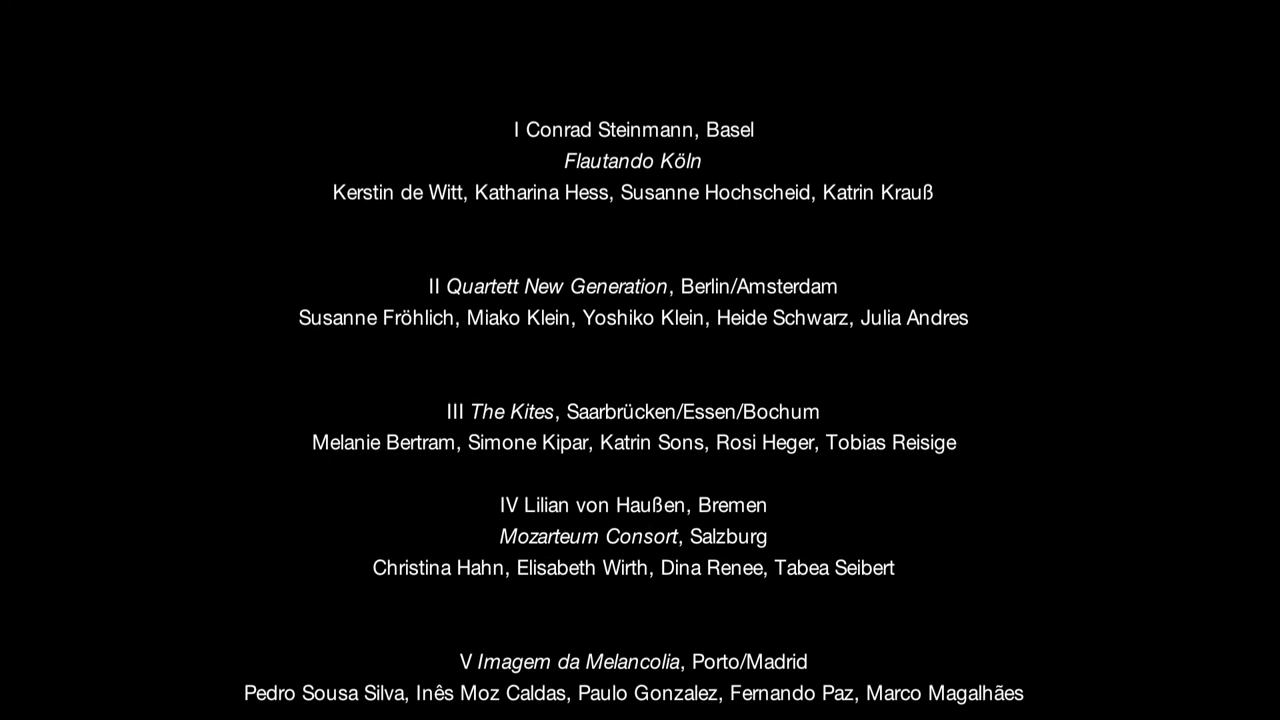 I Conrad Steinmann, Basel
Flautando Köln
Kerstin de Witt, Katharina Hess, Susanne Hochscheid, Katrin Krauß
II Quartett New Generation, Berlin/Amsterdam
Susanne Fröhlich, Miako Klein, Yoshiko Klein, Heide Schwarz, Julia Andres
III The Kites, Saarbrücken/Essen/Bochum
Melanie Bertram, Simone Kipar, Katrin Sons, Rosi Heger, Tobias Reisige
IV Lilian von Haußen, Bremen
Mozarteum Consort, Salzburg
Christina Hahn, Elisabeth Wirth, Dina Renee, Tabea Seibert
V Imagem da Melancolia, Porto/Madrid
Pedro Sousa Silva, Inês Moz Caldas, Paulo Gonzalez, Fernando Paz, Marco Magalhães